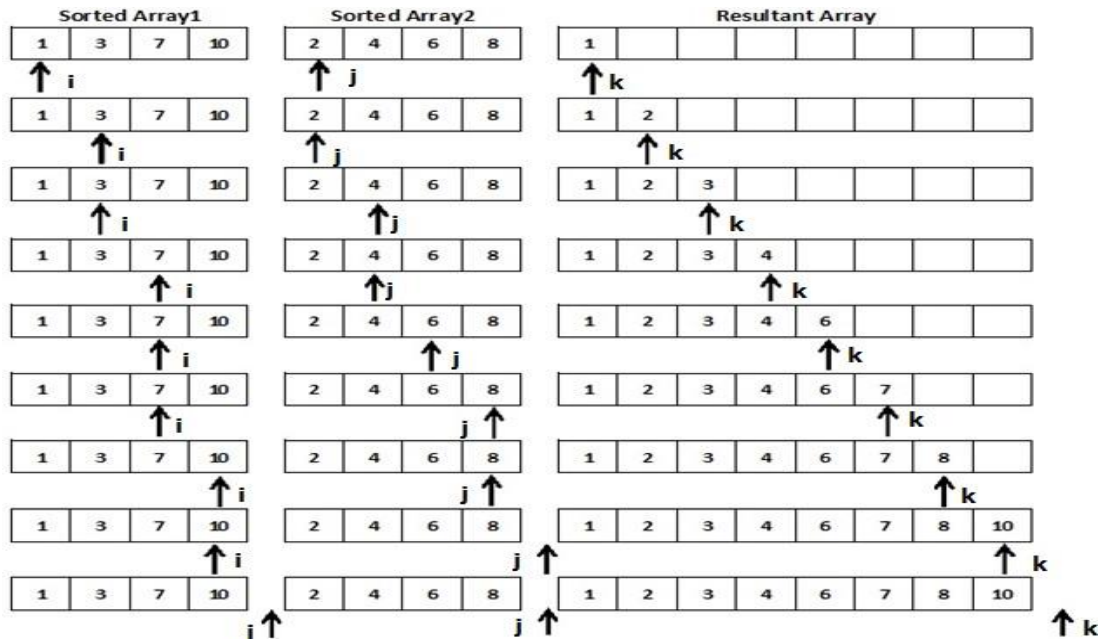 Sorted Array1 Sorted Array2 Resultant Array
1 3 7 10 2 4 6 8 1
i j k
1 3 7 10 2 4 6 8 1 2
i j k
1 3 7 10 2 4 6 8 1 2 3
i j k
1 3 7 10 2 4 6 8 1 2 3 4
i j k
1 3 7 10 2 4 6 8 1 2 3 4 6
i j k
1 3 7 10 2 4 6 8 1 2 3 4 6 7
i j k
1 3 7 10 2 4 6 8 1 2 3 4 6 7 8
i j k
1 3 7 10 2 4 6 8 1 2 3 4 6 7 8 10
i j k
1 3 7 10 2 4 6 8 1 2 3 4 6 7 8 10
i j k